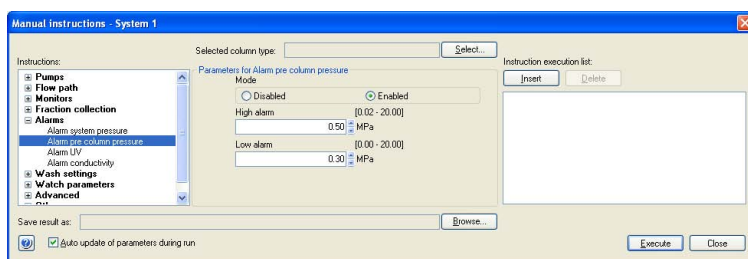 Manual instructions - System 1
Selected column type:
Select...
Instructions:
Pumps
Flow path
Monitors
Fraction collection
Alarms
Alarm system pressure
Alarm pre column pressure
Alarm UV
Alarm conductivity
Wash settings
Watch parameters
Advanced
Parameters for Alarm pre column pressure
Mode
Disabled Enabled
High alarm [0.02 - 20.00]
0.50 MPa
Low alarm [0.00 - 20.00]
0.30 MPa
Instruction execution list:
Insert Delete
Save result as:
Browse...
Auto update of parameters during run
Execute Close